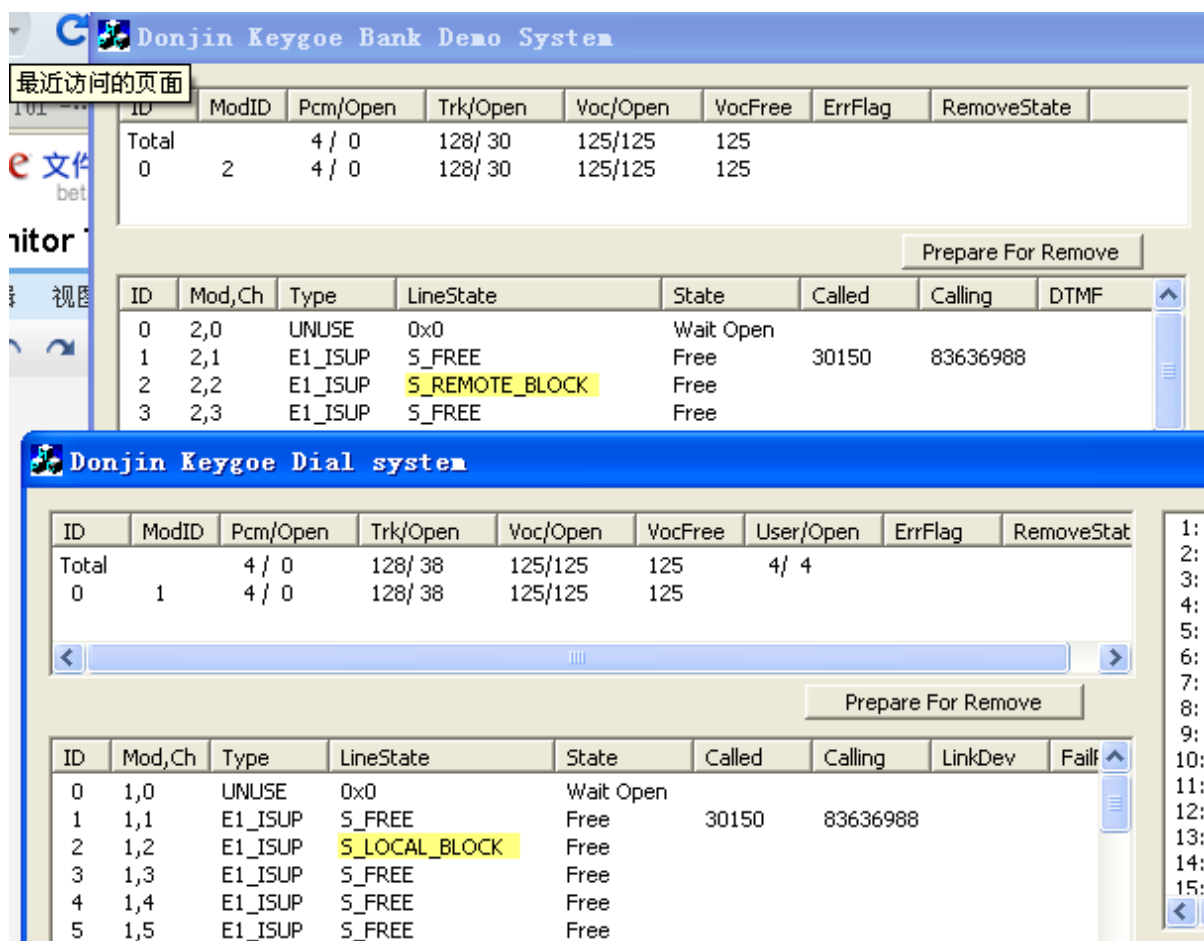 Donjin Keygoe Bank Demo System
最近访问的页面
ID ModID Pcm/Open Trk/Open Voc/Open VocFree ErrFlag RemoveState
Total 4 / 0 128/ 30 125/125 125
0 2 4 / 0 128/ 30 125/125 125
e 文件
bet
nitor
Prepare For Remove
视图
ID Mod,Ch Type LineState State Called Calling DTMF
0 2,0 UNUSE 0x0 Wait Open
1 2,1 E1_ISUP S_FREE Free 30150 83636988
2 2,2 E1_ISUP S_REMOTE_BLOCK Free
3 2,3 E1_ISUP S_FREE Free
Donjin Keygoe Dial system
ID ModID Pcm/Open Trk/Open Voc/Open VocFree User/Open ErrFlag RemoveStat
Total 4 / 0 128/ 38 125/125 125 4/ 4
0 1 4 / 0 128/ 38 125/125 125
Prepare For Remove
ID Mod,Ch Type LineState State Called Calling LinkDev
0 1,0 UNUSE 0x0 Wait Open
1 1,1 E1_ISUP S_FREE Free 30150 83636988
2 1,2 E1_ISUP S_LOCAL_BLOCK Free
3 1,3 E1_ISUP S_FREE Free
4 1,4 E1_ISUP S_FREE Free
5 1,5 E1_ISUP S_FREE Free
1:
2:
3:
4:
5:
6:
7:
8:
9:
10:
11:
12:
13:
14:
15: